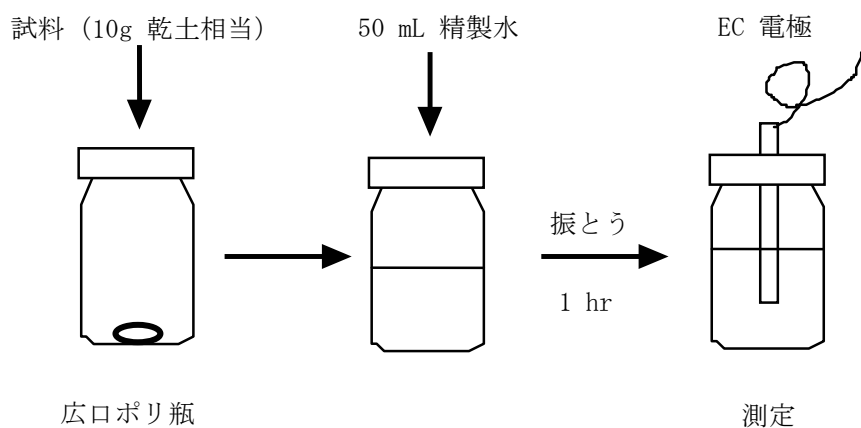 試料 (10g 乾土相当)
50 mL 精製水
EC 電極
振とう
1 hr
広口ポリ瓶
測定